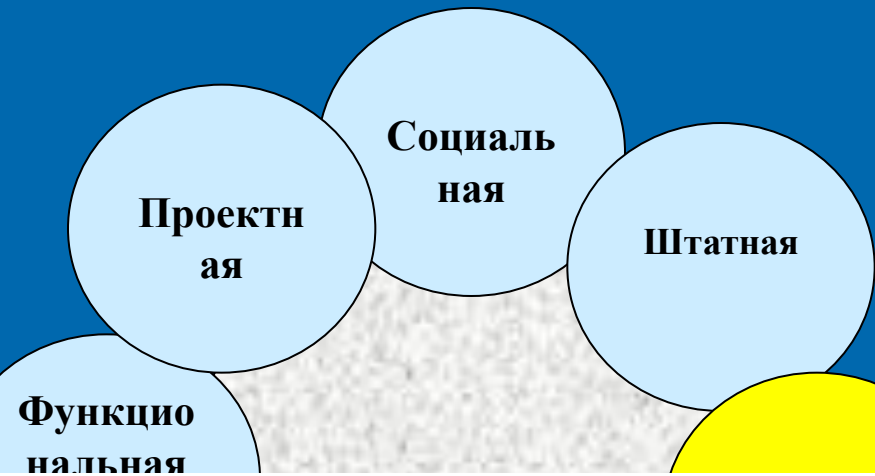 Социаль
ная
Проектн
ая
Штатная
Функцио
нальная